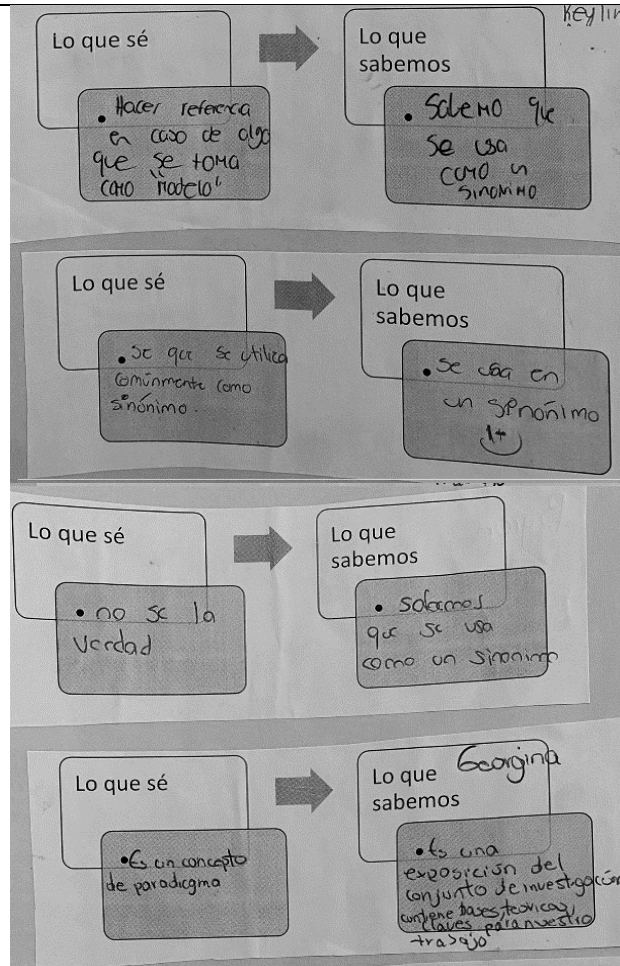 Keylin
Lo que sé
Lo que
sabemos
• Hacer referencia
en caso de algo
que se toma
como "modelo"
• Sabemo que
se usa
como un
sinonimo
Lo que sé
Lo que
sabemos
• se que se utiliza
comúnmente como
sinónimo.
• se usa en
un sinónimo
Lo que sé
Lo que
sabemos
• no se la
verdad
• sabemos
que se usa
como un sinonimo
Georgina
Lo que sé
Lo que
sabemos
• Es un concepto
de paradigma
• Es una
exposición del
conjunto de investigación
contiene bases teoricas,
claves para nuestro
trabajo